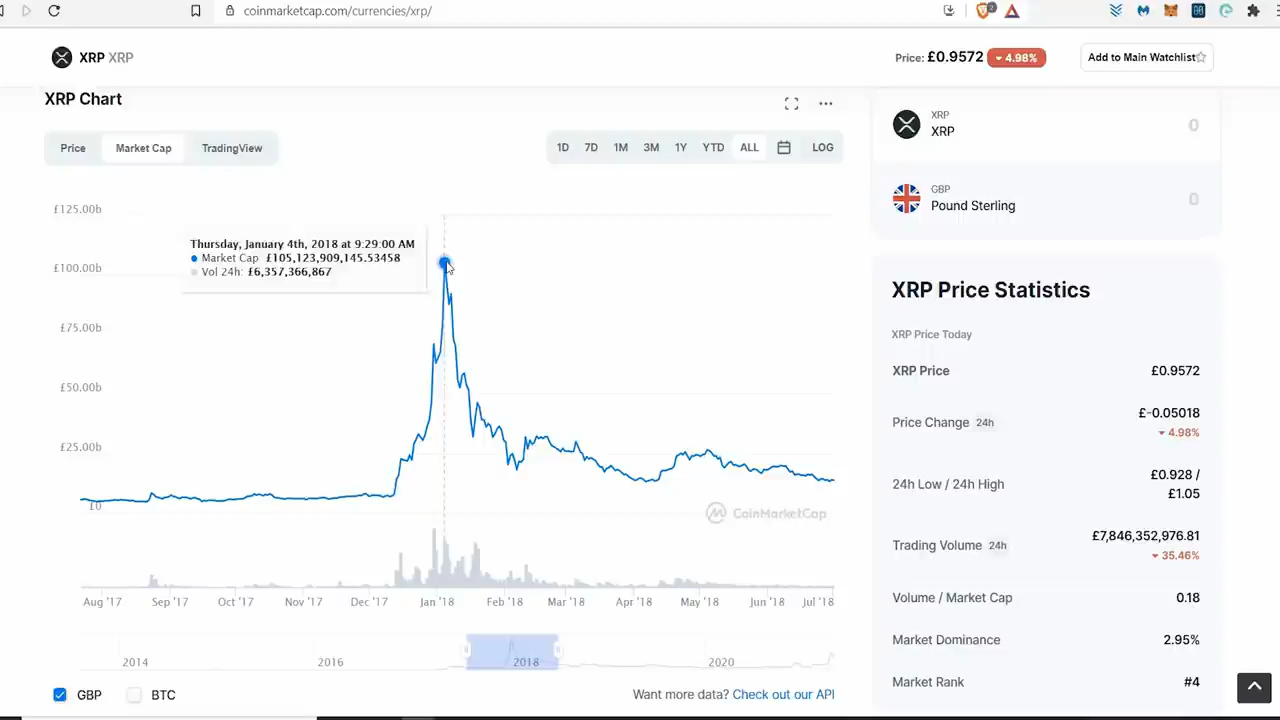 coinmarketcap.com/currencies/xrp/
XRP XRP
Price: £0.9572 4.98%
Add to Main Watchlist
XRP Chart
Price Market Cap TradingView
1D 7D 1M 3M 1Y YTD ALL LOG
£125.00b
£100.00b
£75.00b
£50.00b
£25.00b
£0
Thursday, January 4th, 2018 at 9:29:00 AM
Market Cap £105,123,909,145.53458
Vol 24h: £6,357,366,867
CoinMarketCap
Aug '17 Sep '17 Oct '17 Nov '17 Dec '17 Jan '18 Feb '18 Mar '18 Apr '18 May '18 Jun '18 Jul '18
2014 2016 2018 2020
GBP BTC
Want more data? Check out our API
XRP
XRP
0
GBP
Pound Sterling
0
XRP Price Statistics
XRP Price Today
XRP Price £0.9572
Price Change 24h £-0.05018
4.98%
24h Low / 24h High £0.928 /
£1.05
Trading Volume 24h £7,846,352,976.81
35.46%
Volume / Market Cap 0.18
Market Dominance 2.95%
Market Rank #4